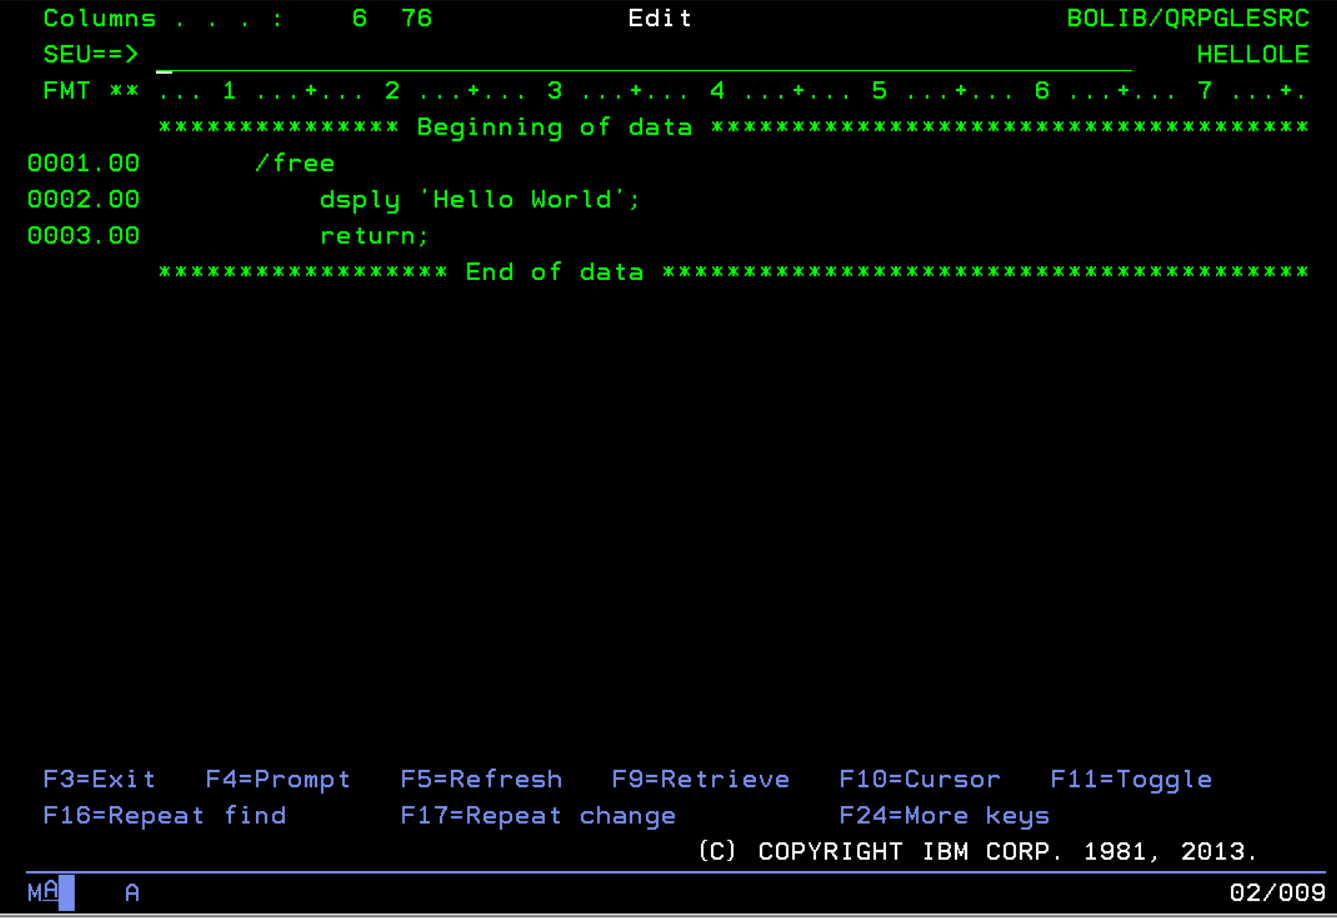 Columns . . . :    6  76            Edit                       BOLIB/QRPGLESRC
SEU==>                                                                 HELLOLE
FMT **  ... 1 ...+... 2 ...+... 3 ...+... 4 ...+... 5 ...+... 6 ...+... 7 ...+.
*************** Beginning of data *************************************
0001.00       /free
0002.00           dsply 'Hello World';
0003.00           return;
****************** End of data ****************************************
F3=Exit   F4=Prompt   F5=Refresh   F9=Retrieve   F10=Cursor   F11=Toggle
F16=Repeat find       F17=Repeat change          F24=More keys
(C) COPYRIGHT IBM CORP. 1981, 2013.
MA    A                                                                 02/009